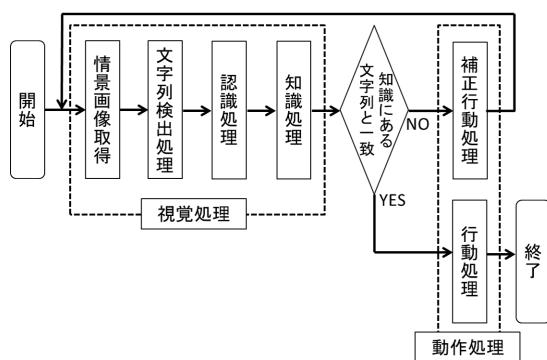 開始
情景画像取得
文字列検出処理
認識処理
知識処理
知識にある
文字列と一致
NO
YES
補正行動処理
視覚処理
行動処理
終了
動作処理